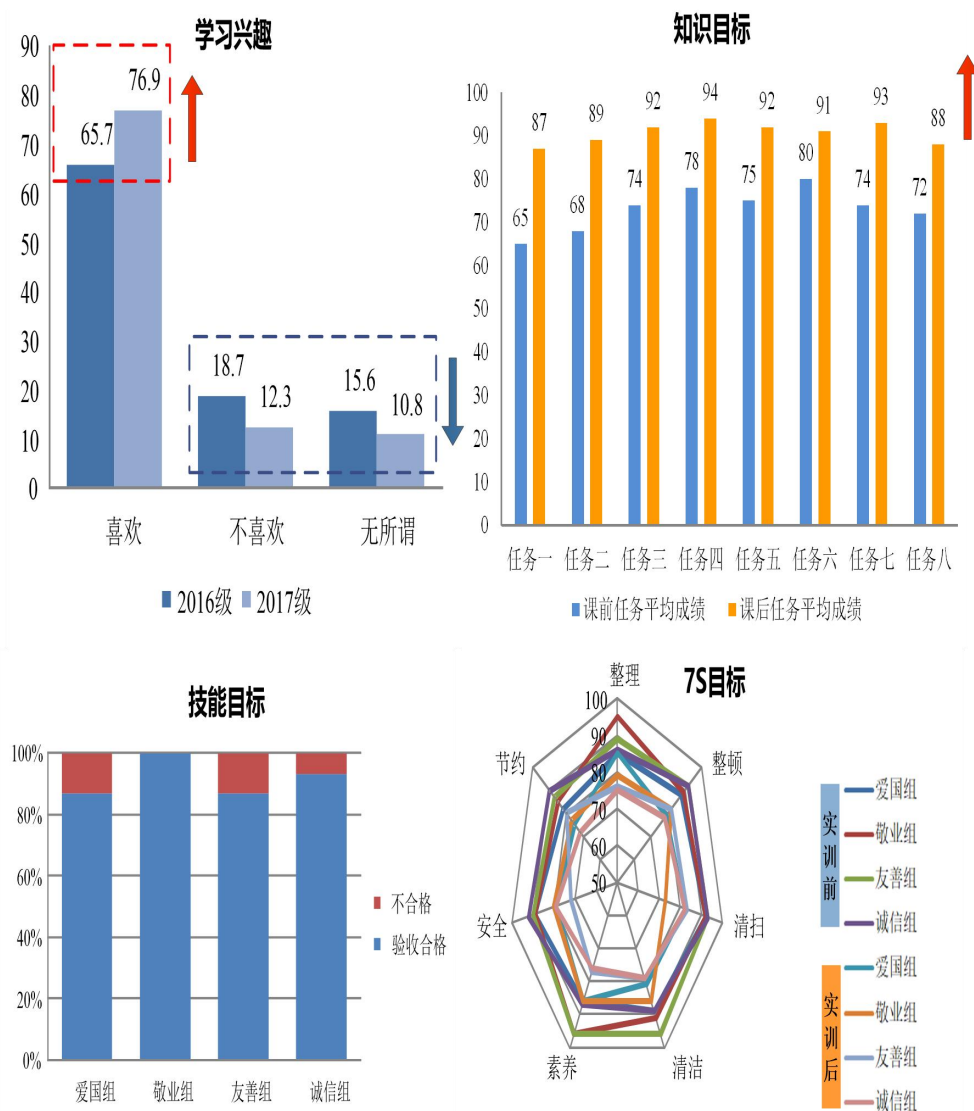 学习兴趣
90
80
70
60
50
40
30
20
10
0
65.7
76.9
18.7
12.3
15.6
10.8
喜欢 不喜欢 无所谓
2016级 2017级
知识目标
100
90
80
70
60
50
40
30
20
10
0
65 87
68 89
74 92
78 94
75 92
80 91
74 93
72 88
任务一 任务二 任务三 任务四 任务五 任务六 任务七 任务八
课前任务平均成绩 课后任务平均成绩
技能目标
100%
80%
60%
40%
20%
0%
爱国组 敬业组 友善组 诚信组
不合格
验收合格
7S目标
整理
整顿
清扫
清洁
素养
安全
节约
100
90
80
70
60
50
实训前
爱国组
敬业组
友善组
诚信组
实训后
爱国组
敬业组
友善组
诚信组